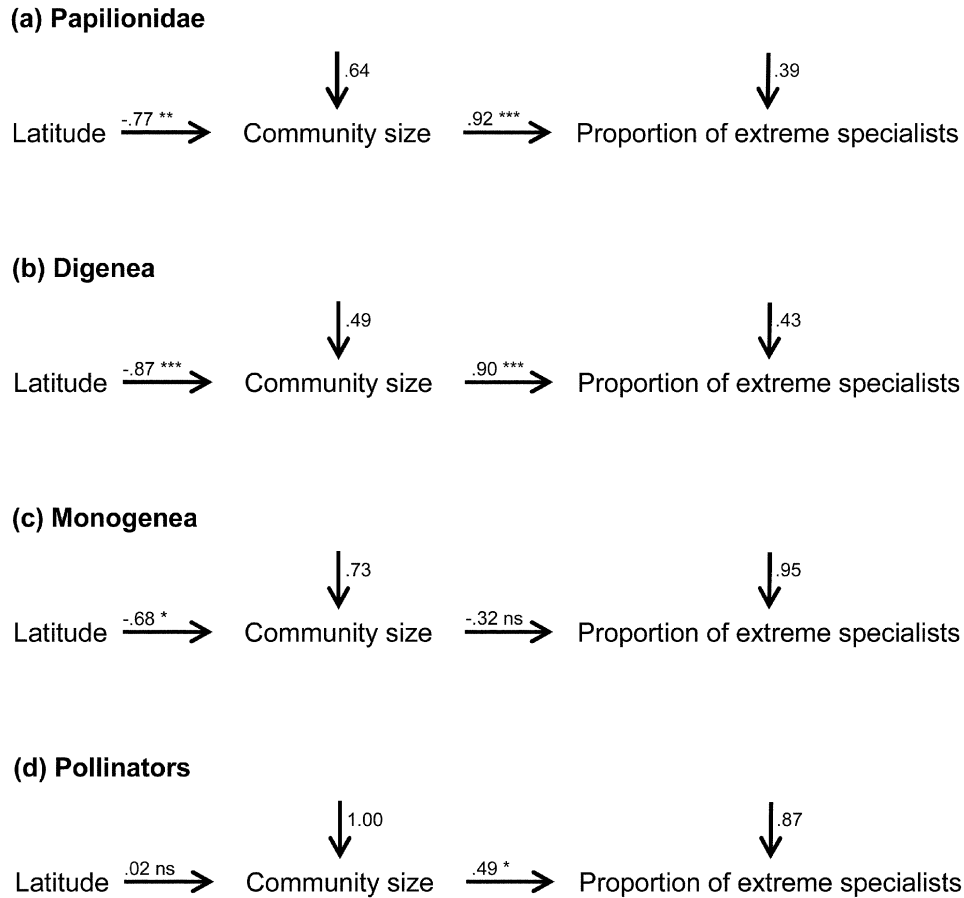 (a) Papilionidae
.64 .39
Latitude -.77 ** Community size .92 *** Proportion of extreme specialists
(b) Digenea
.49 .43
Latitude -.87 *** Community size .90 *** Proportion of extreme specialists
(c) Monogenea
.73 .95
Latitude -.68 * Community size -.32 ns Proportion of extreme specialists
(d) Pollinators
1.00 .87
Latitude .02 ns Community size .49 * Proportion of extreme specialists